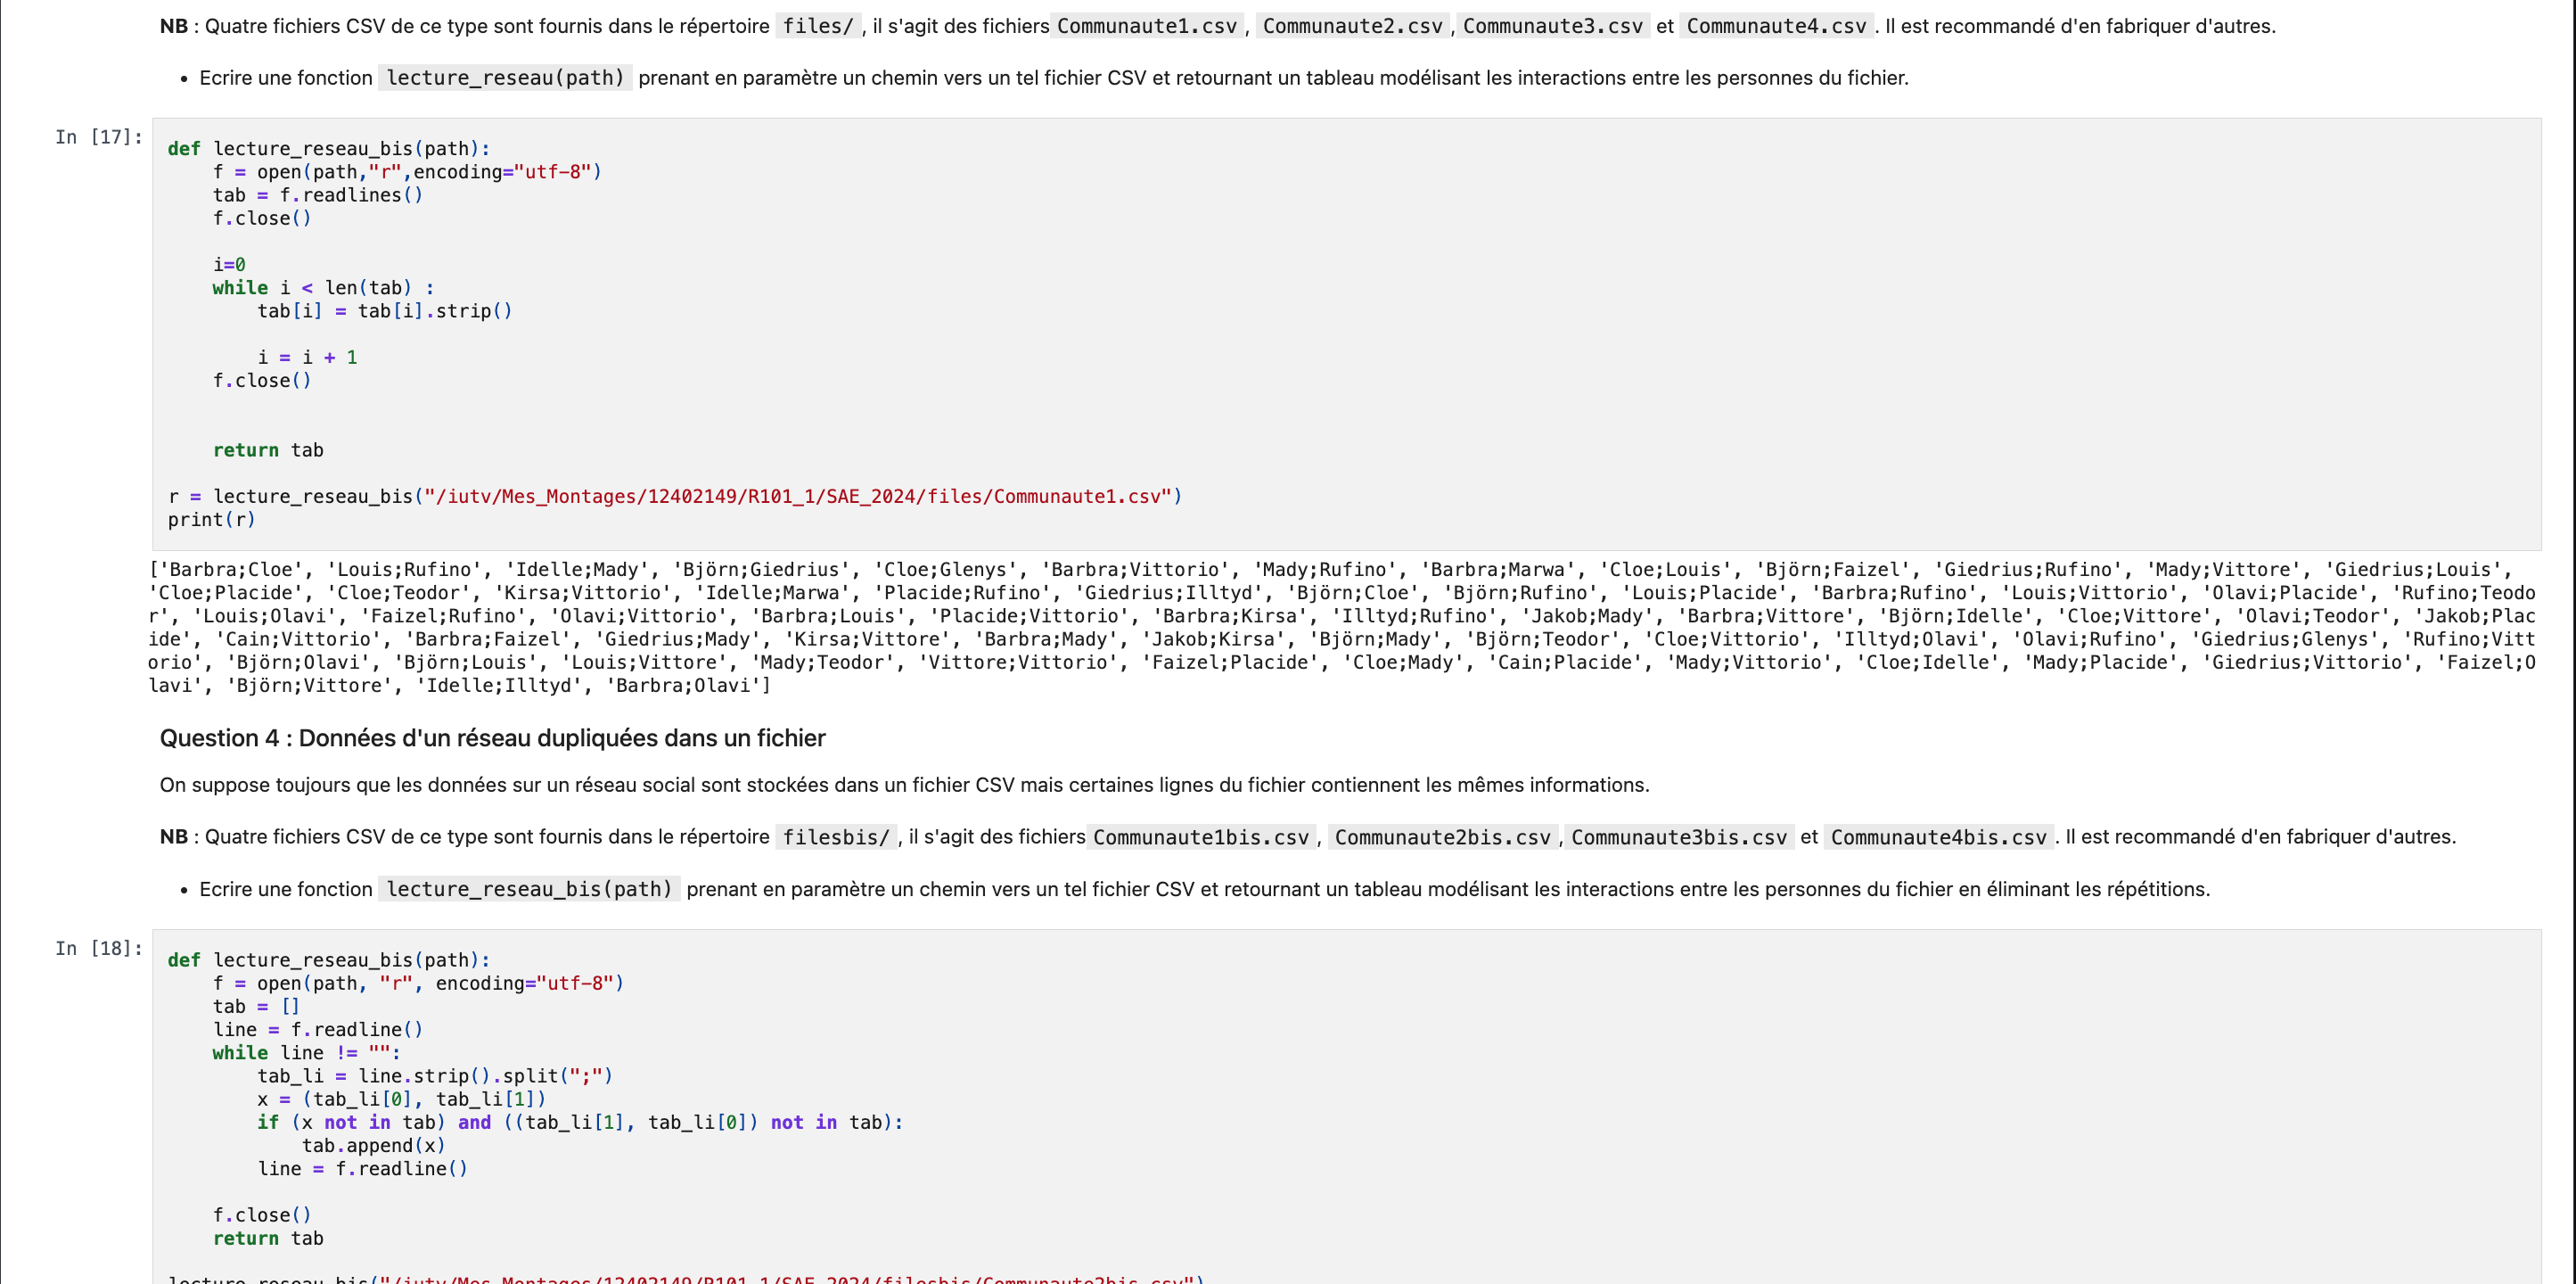 NB : Quatre fichiers CSV de ce type sont fournis dans le répertoire files/ , il s'agit des fichiers Communaute1.csv , Communaute2.csv , Communaute3.csv et Communaute4.csv . Il est recommandé d'en fabriquer d'autres.
• Ecrire une fonction lecture_reseau(path) prenant en paramètre un chemin vers un tel fichier CSV et retournant un tableau modélisant les interactions entre les personnes du fichier.
In [17]:
def lecture_reseau_bis(path):
    f = open(path,"r",encoding="utf-8")
    tab = f.readlines()
    f.close()
    i=0
    while i < len(tab) :
        tab[i] = tab[i].strip()
        i = i + 1
    f.close()
    return tab
r = lecture_reseau_bis("/iutv/Mes_Montages/12402149/R101_1/SAE_2024/files/Communaute1.csv")
print(r)
['Barbra;Cloe', 'Louis;Rufino', 'Idelle;Mady', 'Björn;Giedrius', 'Cloe;Glenys', 'Barbra;Vittorio', 'Mady;Rufino', 'Barbra;Marwa', 'Cloe;Louis', 'Björn;Faizel', 'Giedrius;Rufino', 'Mady;Vittore', 'Giedrius;Louis',
'Cloe;Placide', 'Cloe;Teodor', 'Kirsa;Vittorio', 'Idelle;Marwa', 'Placide;Rufino', 'Giedrius;Illtyd', 'Björn;Cloe', 'Björn;Rufino', 'Louis;Placide', 'Barbra;Rufino', 'Louis;Vittorio', 'Olavi;Placide', 'Rufino;Teodo
r', 'Louis;Olavi', 'Faizel;Rufino', 'Olavi;Vittorio', 'Barbra;Louis', 'Placide;Vittorio', 'Barbra;Kirsa', 'Illtyd;Rufino', 'Jakob;Mady', 'Barbra;Vittore', 'Björn;Idelle', 'Cloe;Vittore', 'Olavi;Teodor', 'Jakob;Plac
ide', 'Cain;Vittorio', 'Barbra;Faizel', 'Giedrius;Mady', 'Kirsa;Vittore', 'Barbra;Mady', 'Jakob;Kirsa', 'Björn;Mady', 'Björn;Teodor', 'Cloe;Vittorio', 'Illtyd;Olavi', 'Olavi;Rufino', 'Giedrius;Glenys', 'Rufino;Vitt
orio', 'Björn;Olavi', 'Björn;Louis', 'Louis;Vittore', 'Mady;Teodor', 'Vittore;Vittorio', 'Faizel;Placide', 'Cloe;Mady', 'Cain;Placide', 'Mady;Vittorio', 'Cloe;Idelle', 'Mady;Placide', 'Giedrius;Vittorio', 'Faizel;O
lavi', 'Björn;Vittore', 'Idelle;Illtyd', 'Barbra;Olavi']
Question 4 : Données d'un réseau dupliquées dans un fichier
On suppose toujours que les données sur un réseau social sont stockées dans un fichier CSV mais certaines lignes du fichier contiennent les mêmes informations.
NB : Quatre fichiers CSV de ce type sont fournis dans le répertoire filesbis/ , il s'agit des fichiers Communaute1bis.csv , Communaute2bis.csv , Communaute3bis.csv et Communaute4bis.csv . Il est recommandé d'en fabriquer d'autres.
• Ecrire une fonction lecture_reseau_bis(path) prenant en paramètre un chemin vers un tel fichier CSV et retournant un tableau modélisant les interactions entre les personnes du fichier en éliminant les répétitions.
In [18]:
def lecture_reseau_bis(path):
    f = open(path, "r", encoding="utf-8")
    tab = []
    line = f.readline()
    while line != "":
        tab_li = line.strip().split(";")
        x = (tab_li[0], tab_li[1])
        if (x not in tab) and ((tab_li[1], tab_li[0]) not in tab):
            tab.append(x)
        line = f.readline()
    f.close()
    return tab
lecture_reseau_bis("/iutv/Mes_Montages/12402149/R101_1/SAE_2024/filesbis/Communaute2bis.csv")